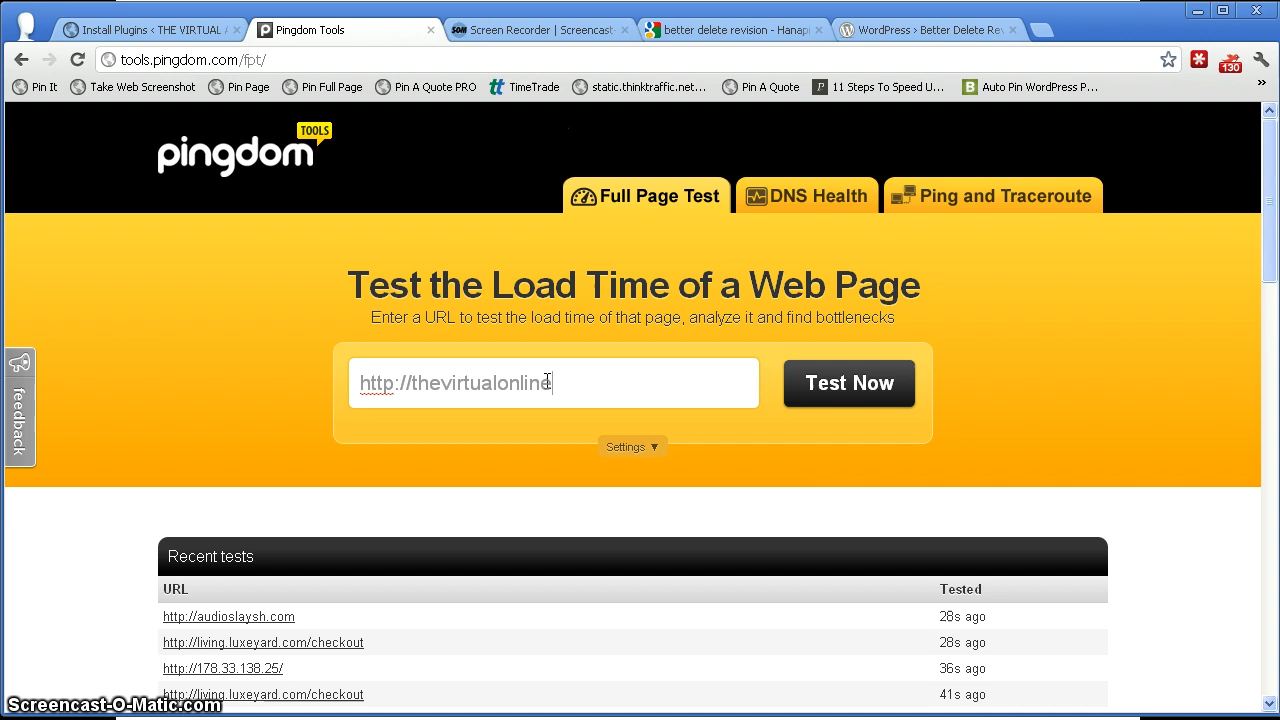 Install Plugins ‹ THE VIRTUAL
Pingdom Tools
Screen Recorder | Screencast-
better delete revision - Hanap
WordPress › Better Delete Rev
tools.pingdom.com/fpt/
130
Pin It
Take Web Screenshot
Pin Page
Pin Full Page
Pin A Quote PRO
tt TimeTrade
static.thinktraffic.net...
Pin A Quote
P 11 Steps To Speed U...
B Auto Pin WordPress P...
»
pingdom TOOLS
Full Page Test
DNS Health
Ping and Traceroute
Test the Load Time of a Web Page
Enter a URL to test the load time of that page, analyze it and find bottlenecks
http://thevirtualonline
Test Now
Settings ▼
feedback
Recent tests
URL Tested
http://audioslaysh.com 28s ago
http://living.luxeyard.com/checkout 28s ago
http://178.33.138.25/ 36s ago
http://living.luxeyard.com/checkout 41s ago
Screencast-O-Matic.com